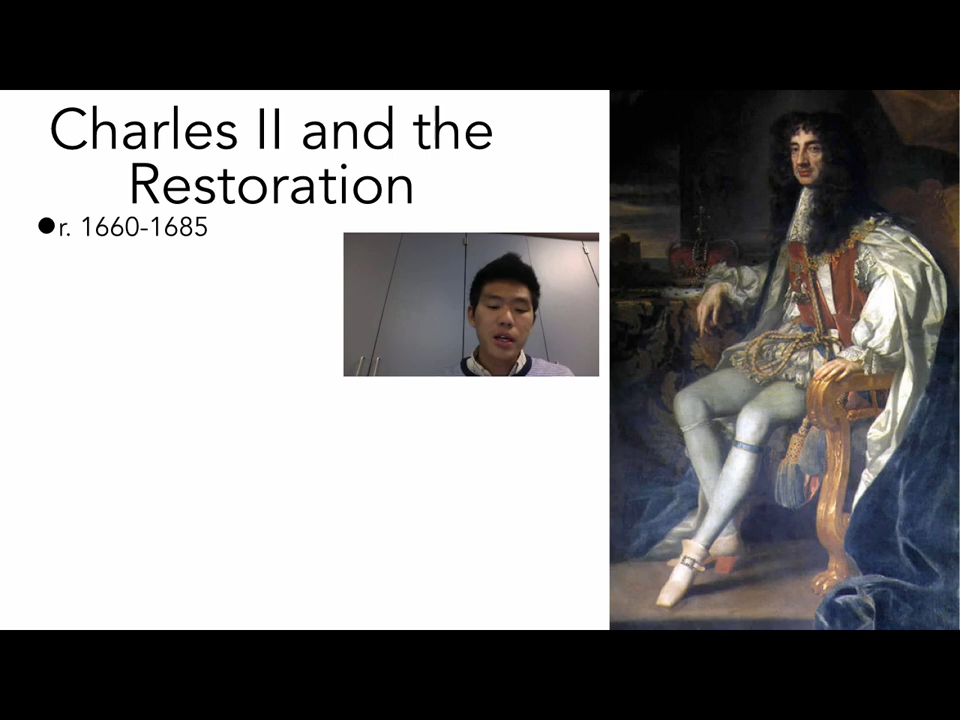 Charles II and the
Restoration
●r. 1660-1685